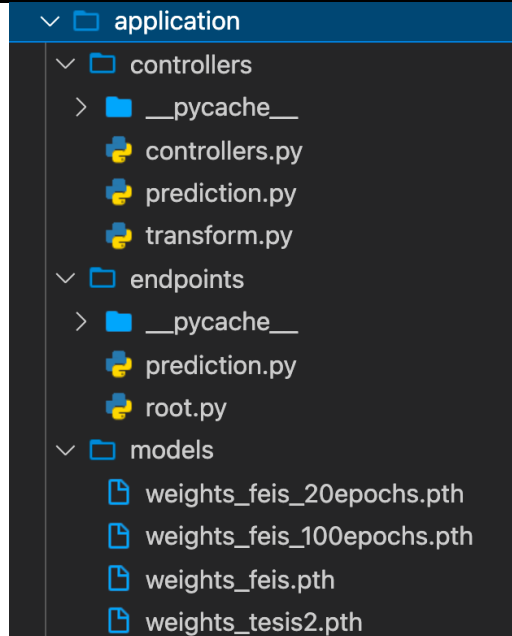 application
controllers
__pycache__
controllers.py
prediction.py
transform.py
endpoints
__pycache__
prediction.py
root.py
models
weights_feis_20epochs.pth
weights_feis_100epochs.pth
weights_feis.pth
weights_tesis2.pth